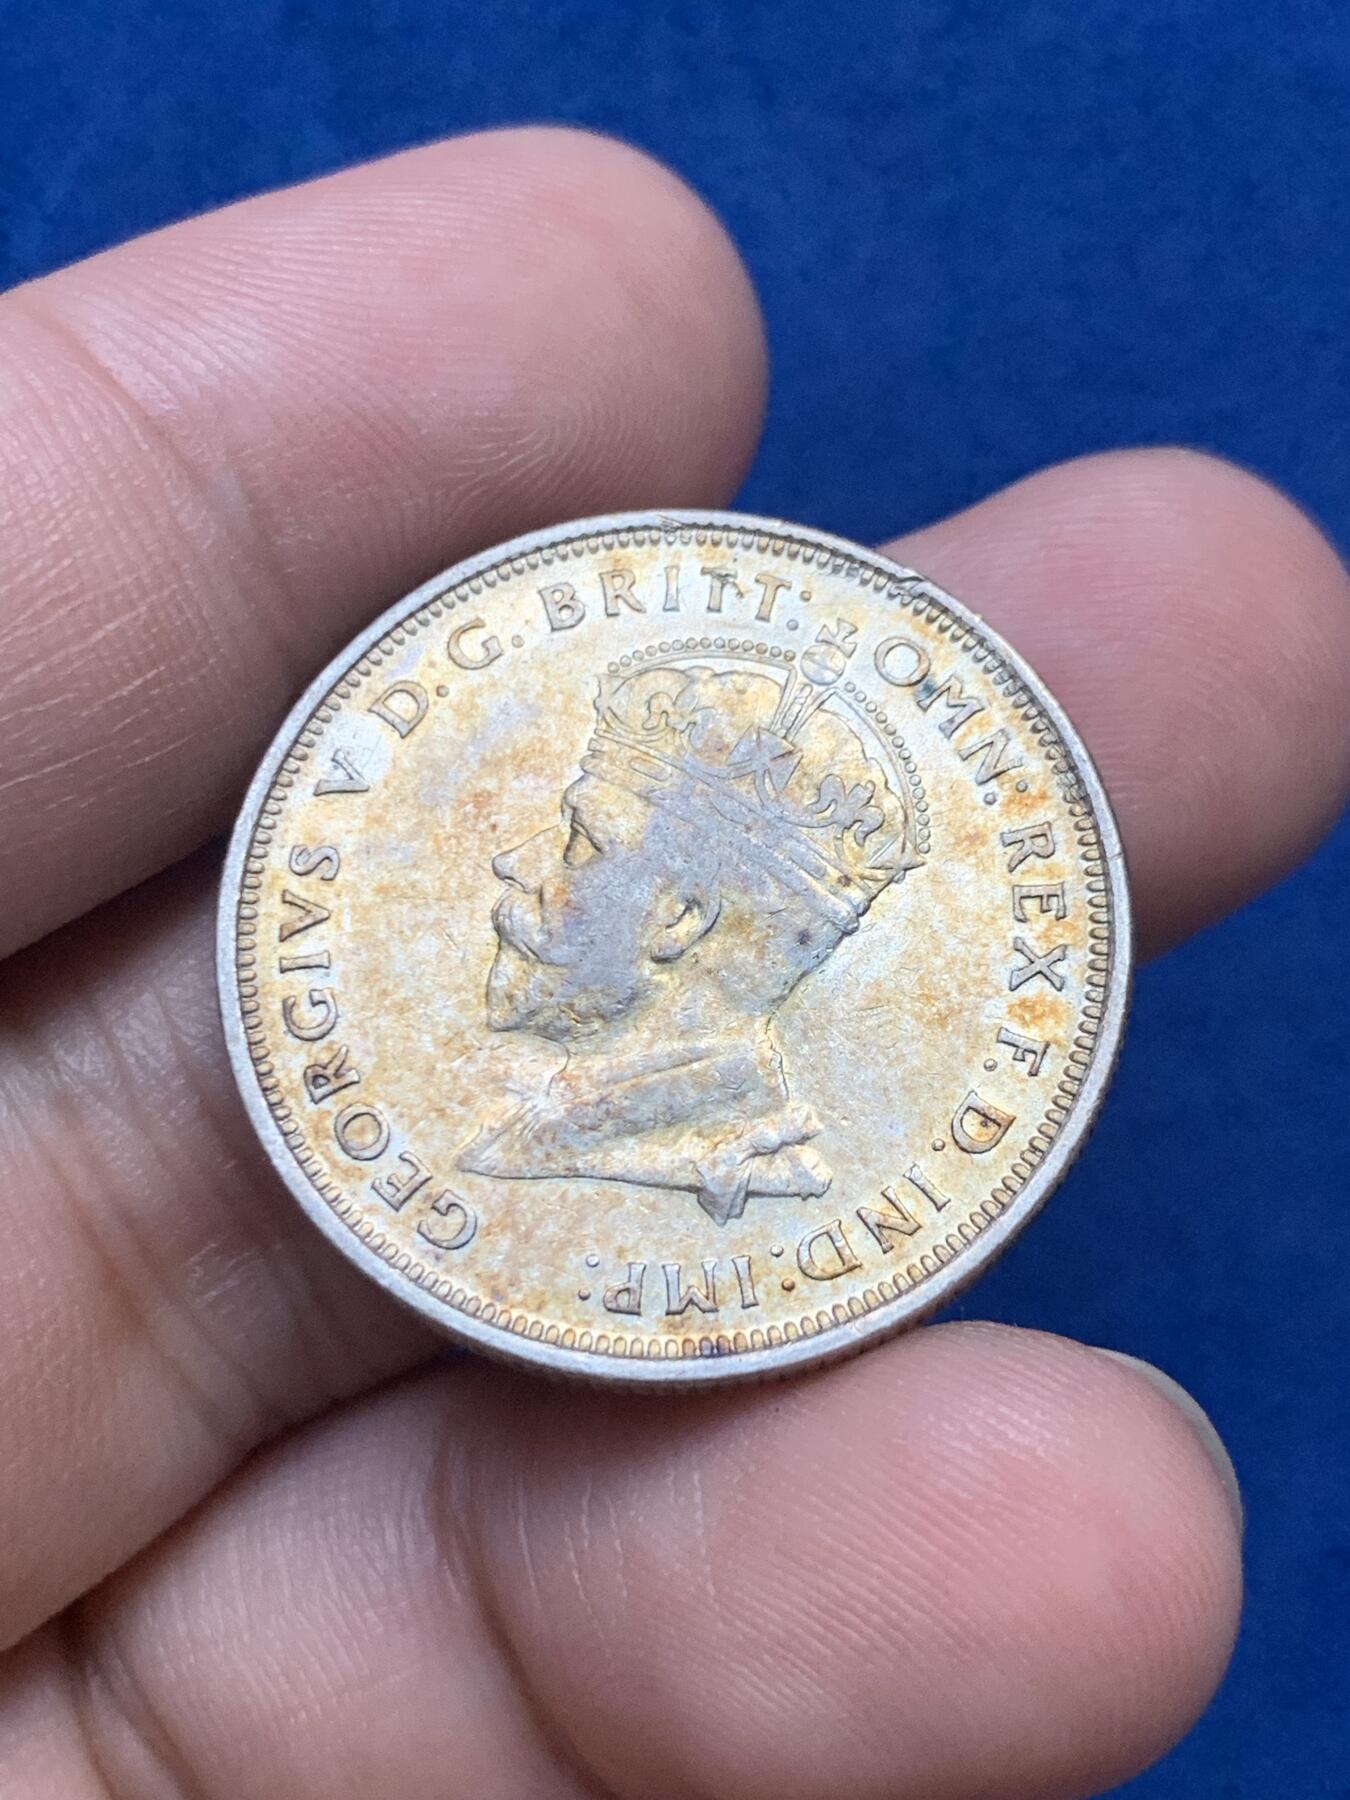 GEORGIVS V D.G. BRITT: OMN: REX F.D. IND: IMP: